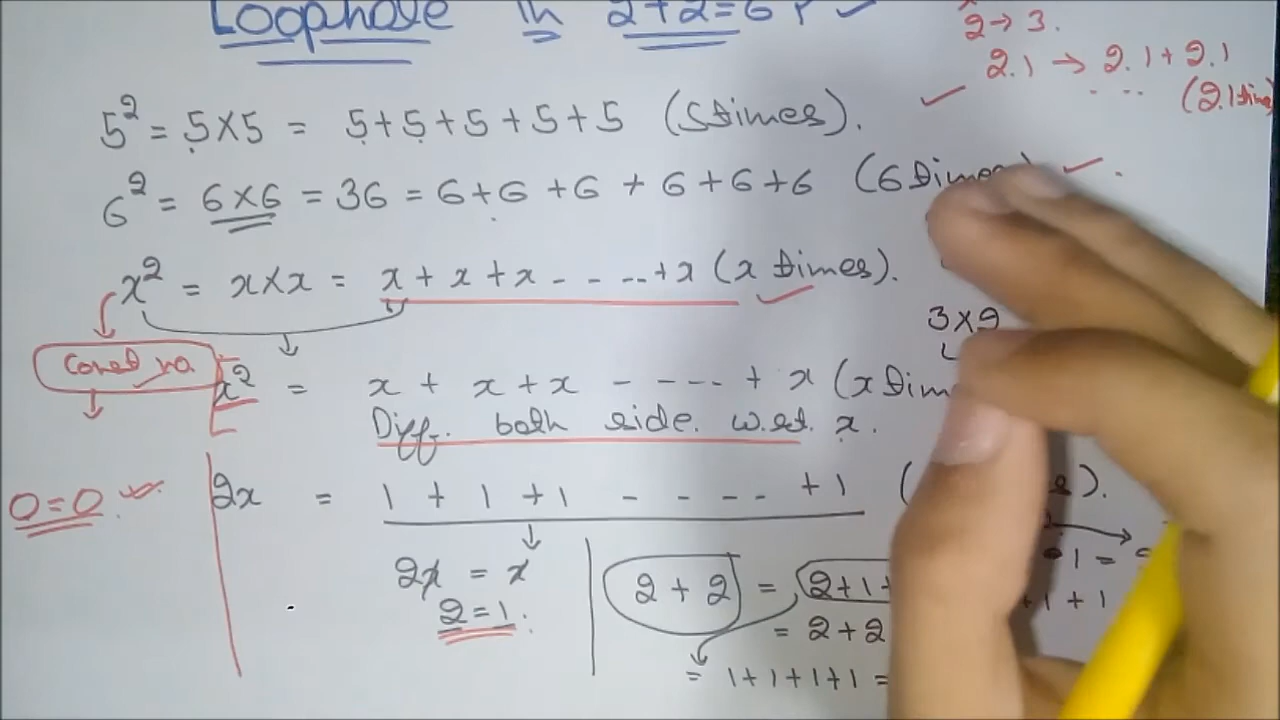 Loophole in 2+2=6 ?
2 → 3.
2.1 → 2.1 + 2.1
(2.1 time
5² = 5×5 = 5+5+5+5+5 (5 times).
6² = 6×6 = 36 = 6+6+6+6+6+6 (6 times)
x² = x×x = x + x + x - - - .. + x (x times).
3×9
Const no.
x² = x + x + x - - - - - + x (x Tim
Diff. both side. w.r.t. x.
0=0
2x = 1 + 1 + 1 - - - - +1 ( s).
2x = x
2=1.
2 + 2 = 2+1+
= 2+2
= 1+1+1+1 =
1 =
+1 + 1